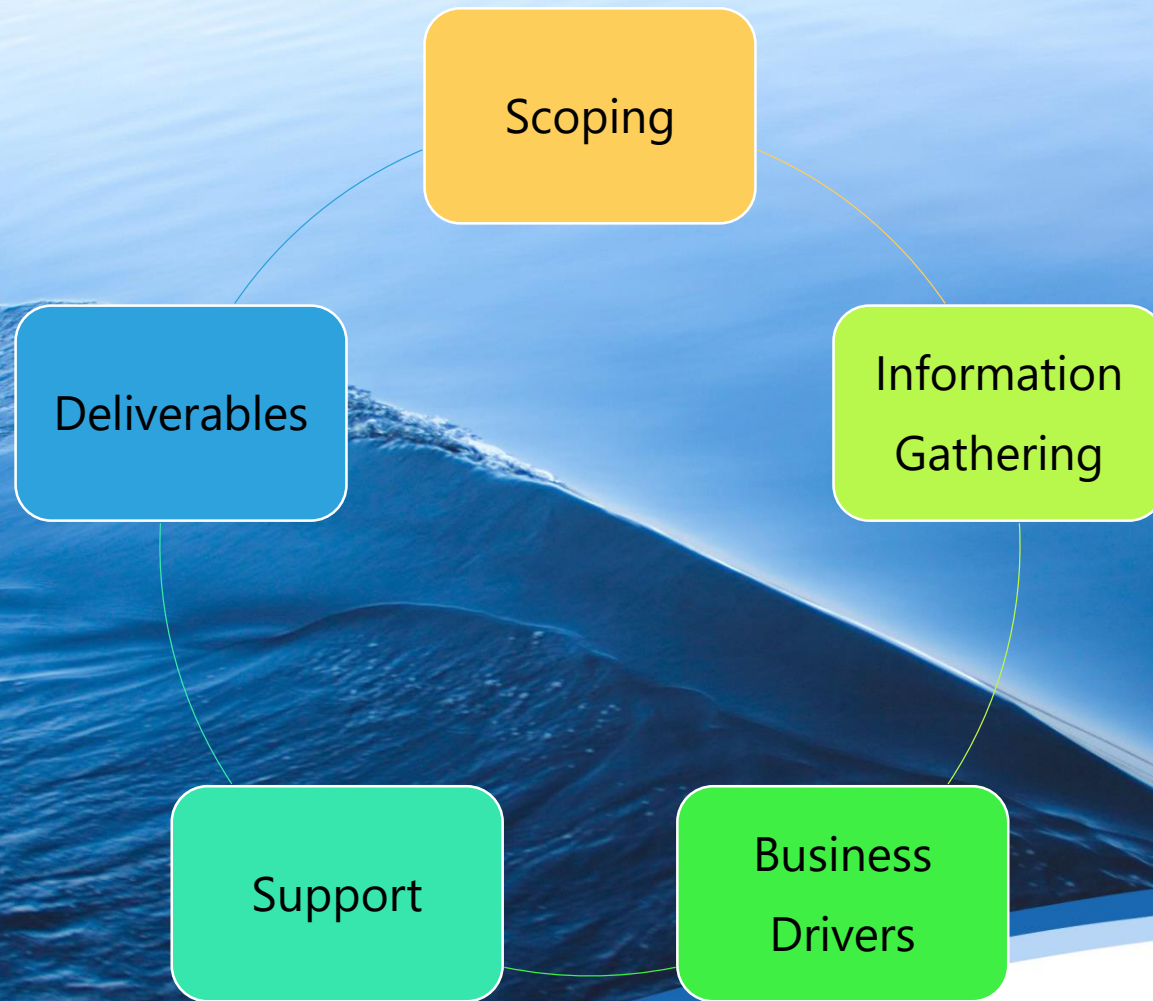 Scoping
Information
Gathering
Business
Drivers
Support
Deliverables